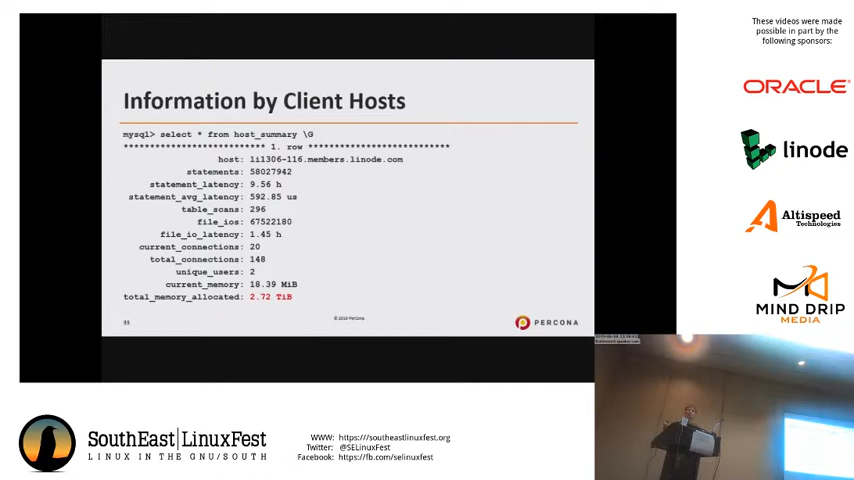 These videos were made
possible in part by the
following sponsors:
ORACLE
linode
Altispeed
Technologies
MIND DRIP
MEDIA
Information by Client Hosts
mysql> select * from host_summary \G
*************************** 1. row ***************************
host: li1306-116.members.linode.com
statements: 58027942
statement_latency: 9.56 h
statement_avg_latency: 592.85 us
table_scans: 296
file_ios: 67522180
file_io_latency: 1.45 h
current_connections: 20
total_connections: 148
unique_users: 2
current_memory: 18.39 MiB
total_memory_allocated: 2.72 TiB
33
© 2019 Percona
PERCONA
SouthEast|LinuxFest
LINUX IN THE GNU/SOUTH
WWW: https://southeastlinuxfest.org
Twitter: @SELinuxFest
Facebook: https://fb.com/selinuxfest